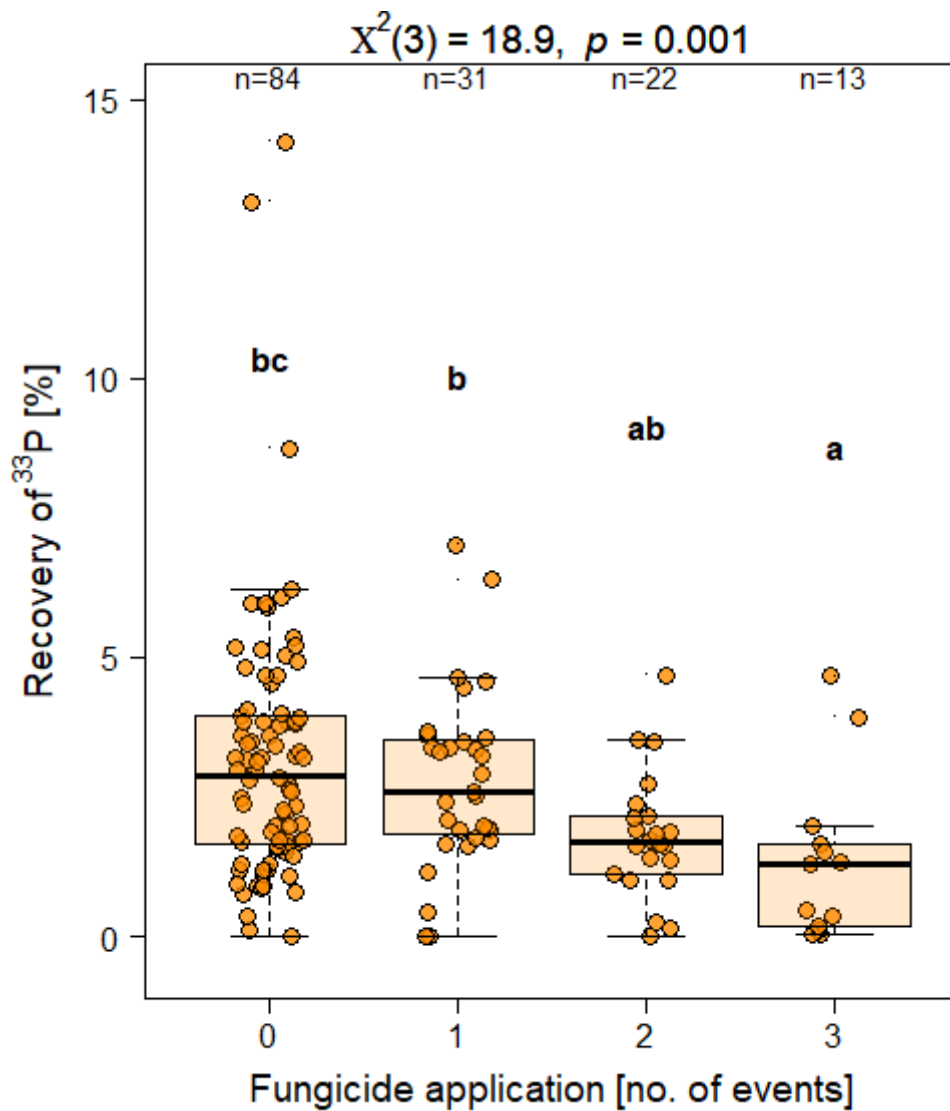 Χ²(3) = 18.9, p = 0.001
n=84 n=31 n=22 n=13
15
10
5
0
bc
b
ab
a
Recovery of ³³P [%]
0 1 2 3
Fungicide application [no. of events]